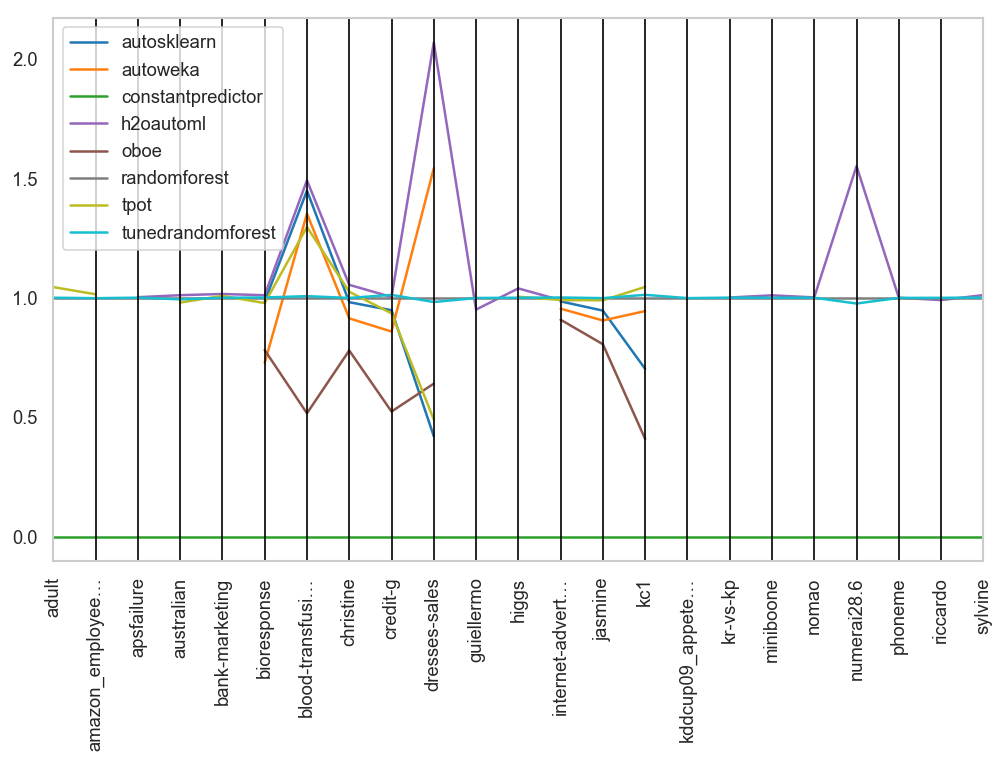 2.0
1.5
1.0
0.5
0.0
autosklearn
autoweka
constantpredictor
h2oautoml
oboe
randomforest
tpot
tunedrandomforest
adult
amazon_employee…
apsfailure
australian
bank-marketing
bioresponse
blood-transfusi…
christine
credit-g
dresses-sales
guiellermo
higgs
internet-advert…
jasmine
kc1
kddcup09_appete…
kr-vs-kp
miniboone
nomao
numerai28.6
phoneme
riccardo
sylvine